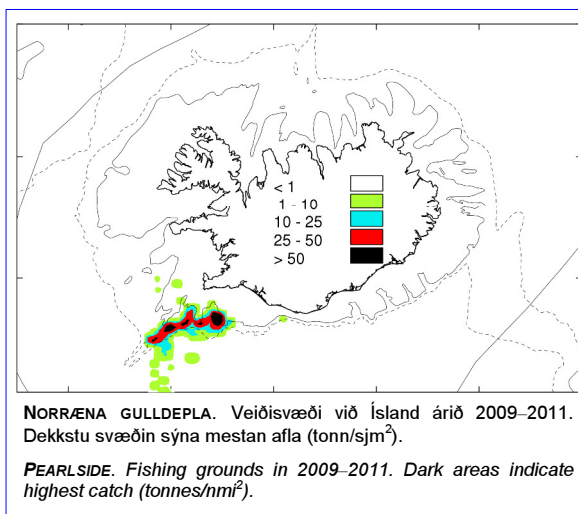 < 1
1 - 10
10 - 25
25 - 50
> 50
NORRÆNA GULLDEPLA. Veiðisvæði við Ísland árið 2009–2011.
Dekkstu svæðin sýna mestan afla (tonn/sjm²).
PEARLSIDE. Fishing grounds in 2009–2011. Dark areas indicate
highest catch (tonnes/nmi²).